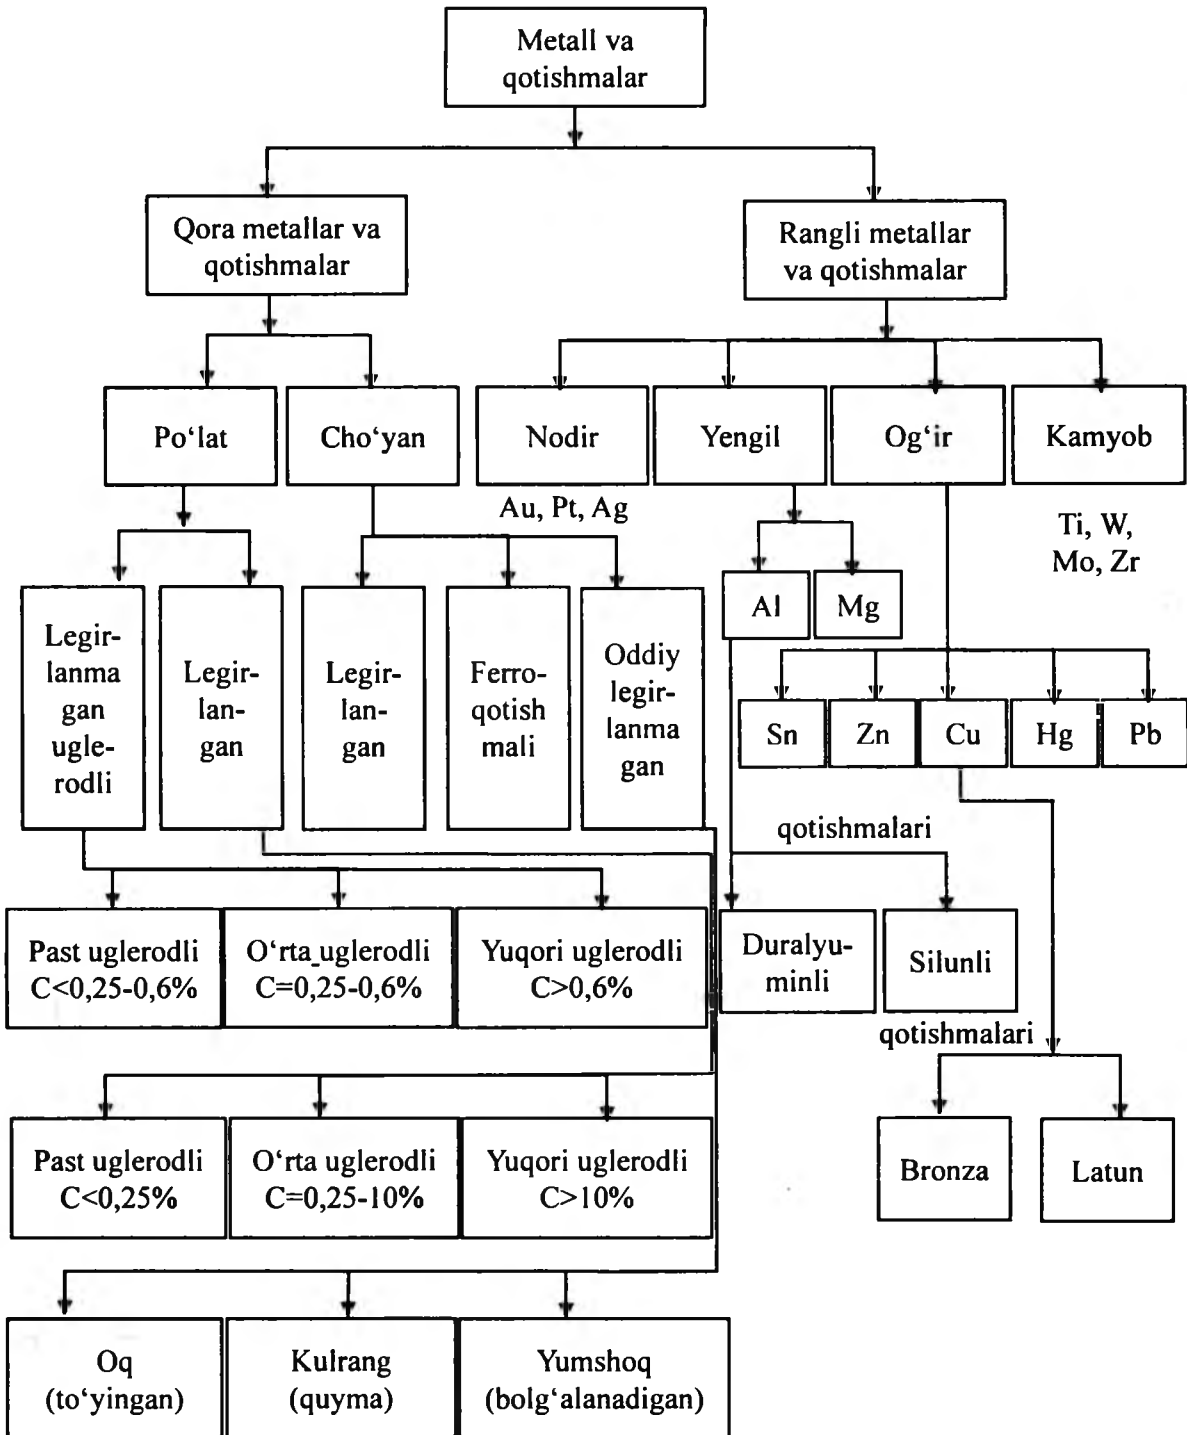 Metall va
qotishmalar
Qora metallar va
qotishmalar
Rangli metallar
va qotishmalar
Po‘lat
Cho‘yan
Nodir
Yengil
Og‘ir
Kamyob
Au, Pt, Ag
Ti, W,
Mo, Zr
Legir-
lanma
gan
ugle-
rodli
Legir-
lan-
gan
Legir-
lan-
gan
Ferro-
qotish
mali
Oddiy
legir-
lanma
gan
Al
Mg
Sn
Zn
Cu
Hg
Pb
qotishmalari
Past uglerodli
C<0,25-0,6%
O‘rta uglerodli
C=0,25-0,6%
Yuqori uglerodli
C>0,6%
Duralyu-
minli
Silunli
qotishmalari
Past uglerodli
C<0,25%
O‘rta uglerodli
C=0,25-10%
Yuqori uglerodli
C>10%
Bronza
Latun
Oq
(to‘yingan)
Kulrang
(quyma)
Yumshoq
(bolg‘alanadigan)